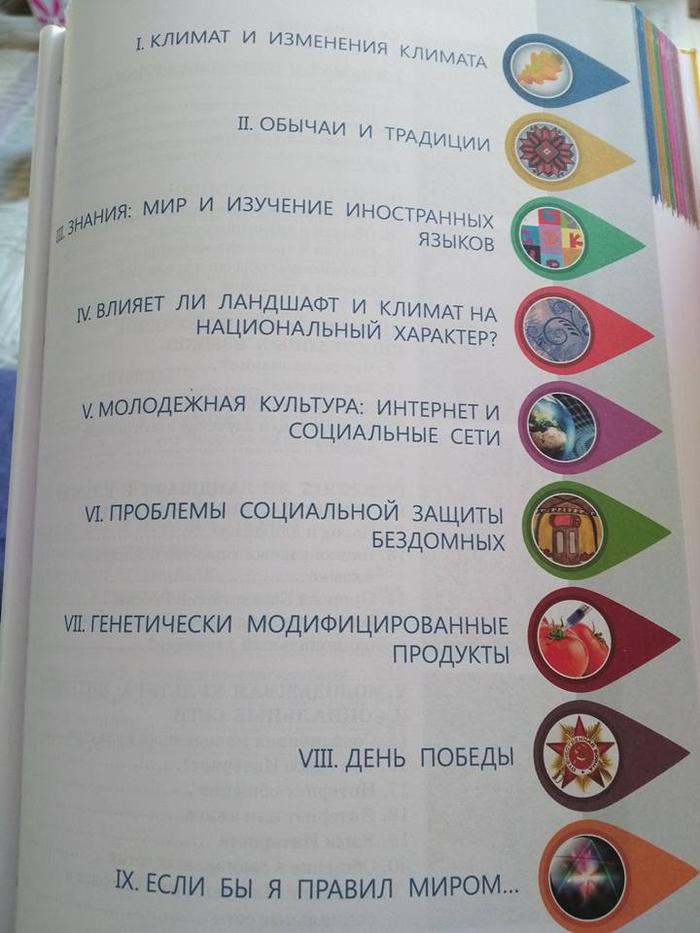 I. КЛИМАТ И ИЗМЕНЕНИЯ КЛИМАТА
II. ОБЫЧАИ И ТРАДИЦИИ
III. ЗНАНИЯ: МИР И ИЗУЧЕНИЕ ИНОСТРАННЫХ
ЯЗЫКОВ
IV. ВЛИЯЕТ ЛИ ЛАНДШАФТ И КЛИМАТ НА
НАЦИОНАЛЬНЫЙ ХАРАКТЕР?
V. МОЛОДЕЖНАЯ КУЛЬТУРА: ИНТЕРНЕТ И
СОЦИАЛЬНЫЕ СЕТИ
VI. ПРОБЛЕМЫ СОЦИАЛЬНОЙ ЗАЩИТЫ
БЕЗДОМНЫХ
VII. ГЕНЕТИЧЕСКИ МОДИФИЦИРОВАННЫЕ
ПРОДУКТЫ
VIII. ДЕНЬ ПОБЕДЫ
IX. ЕСЛИ БЫ Я ПРАВИЛ МИРОМ...